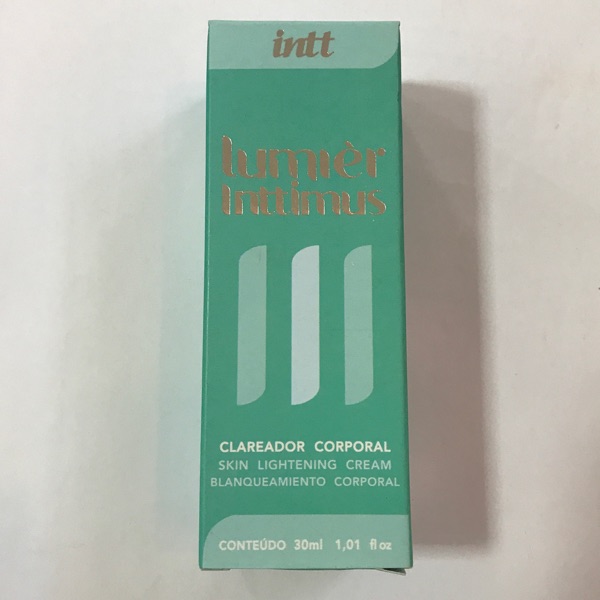 intt
lumièr
Inttimus
CLAREADOR CORPORAL
SKIN LIGHTENING CREAM
BLANQUEAMIENTO CORPORAL
CONTEÚDO 30ml 1,01 fl oz